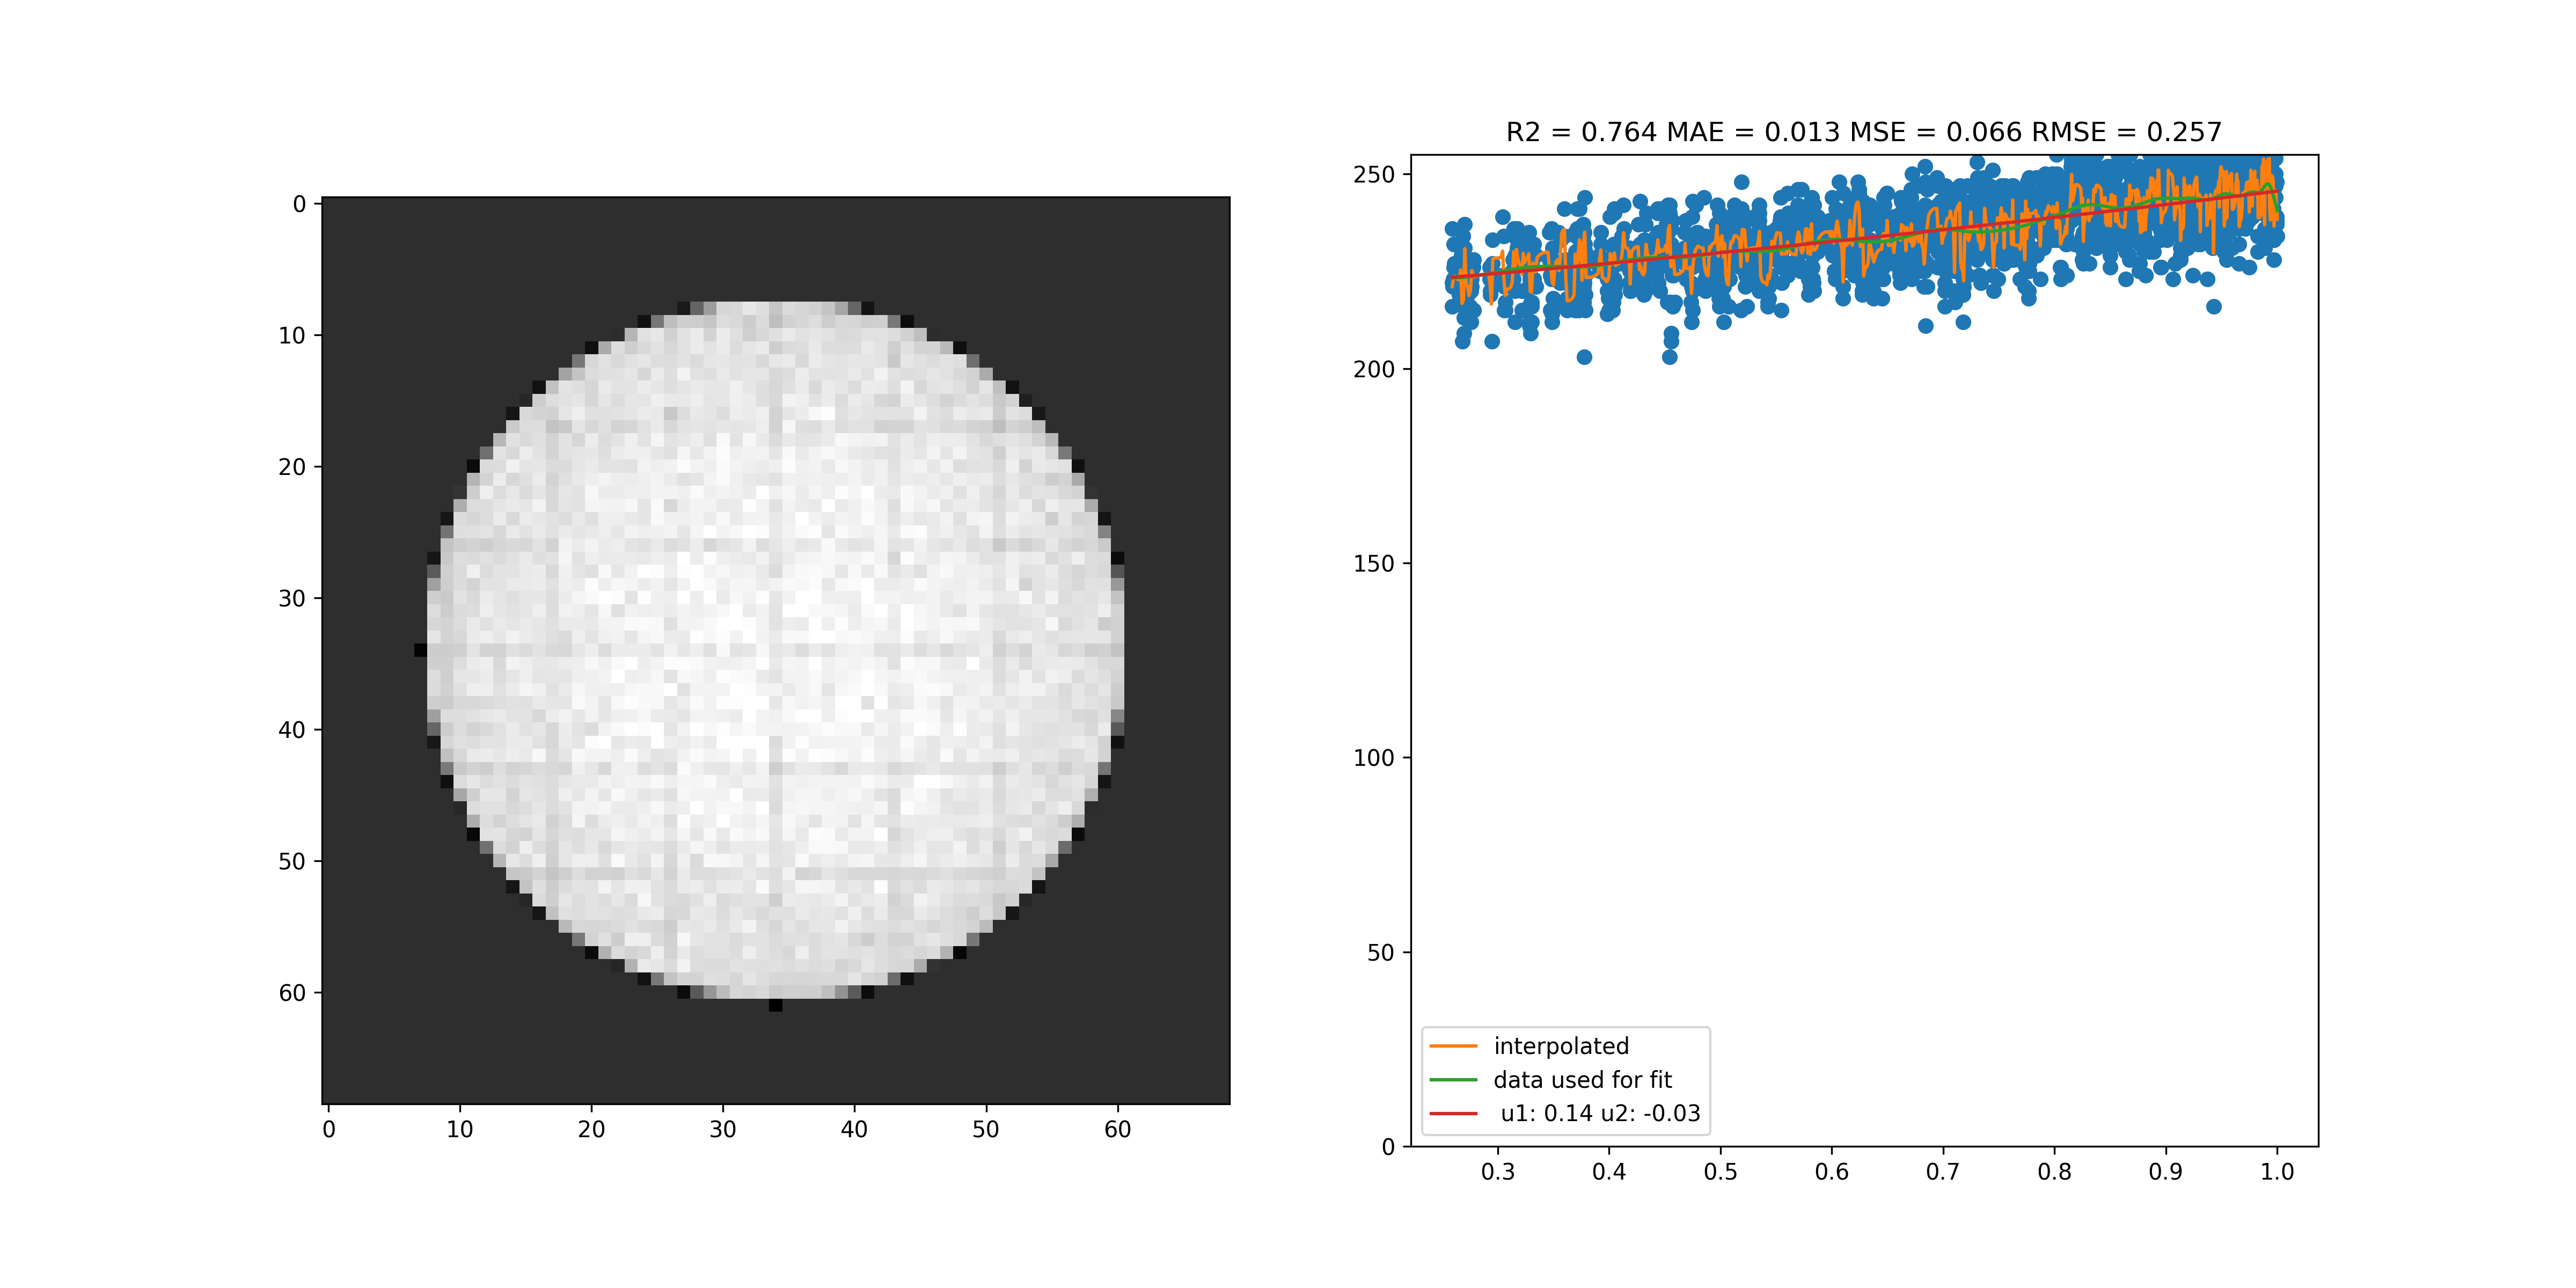 R2 = 0.764 MAE = 0.013 MSE = 0.066 RMSE = 0.257
0
10
20
30
40
50
60
0 10 20 30 40 50 60
250
200
150
100
50
0
0.3 0.4 0.5 0.6 0.7 0.8 0.9 1.0
interpolated
data used for fit
u1: 0.14 u2: -0.03